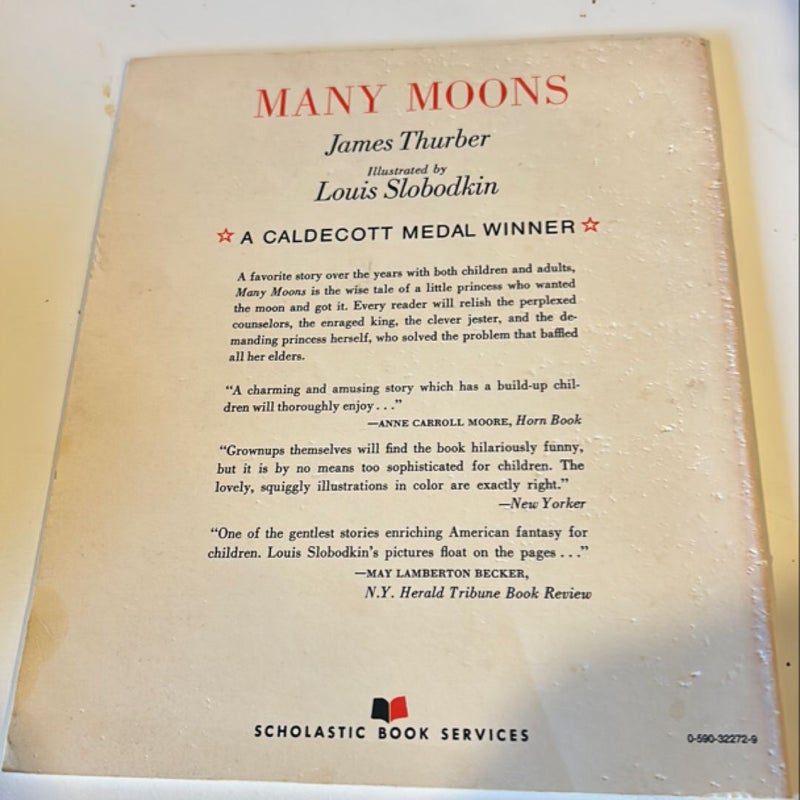 MANY MOONS
James Thurber
Illustrated by
Louis Slobodkin
☆ A CALDECOTT MEDAL WINNER ☆
A favorite story over the years with both children and adults,
Many Moons is the wise tale of a little princess who wanted
the moon and got it. Every reader will relish the perplexed
counselors, the enraged king, the clever jester, and the de-
manding princess herself, who solved the problem that baffled
all her elders.
“A charming and amusing story which has a build-up chil-
dren will thoroughly enjoy . . .”
—ANNE CARROLL MOORE, Horn Book
“Grownups themselves will find the book hilariously funny,
but it is by no means too sophisticated for children. The
lovely, squiggly illustrations in color are exactly right.”
—New Yorker
“One of the gentlest stories enriching American fantasy for
children. Louis Slobodkin’s pictures float on the pages . . .”
—MAY LAMBERTON BECKER,
N.Y. Herald Tribune Book Review
SCHOLASTIC BOOK SERVICES
0-590-32272-9